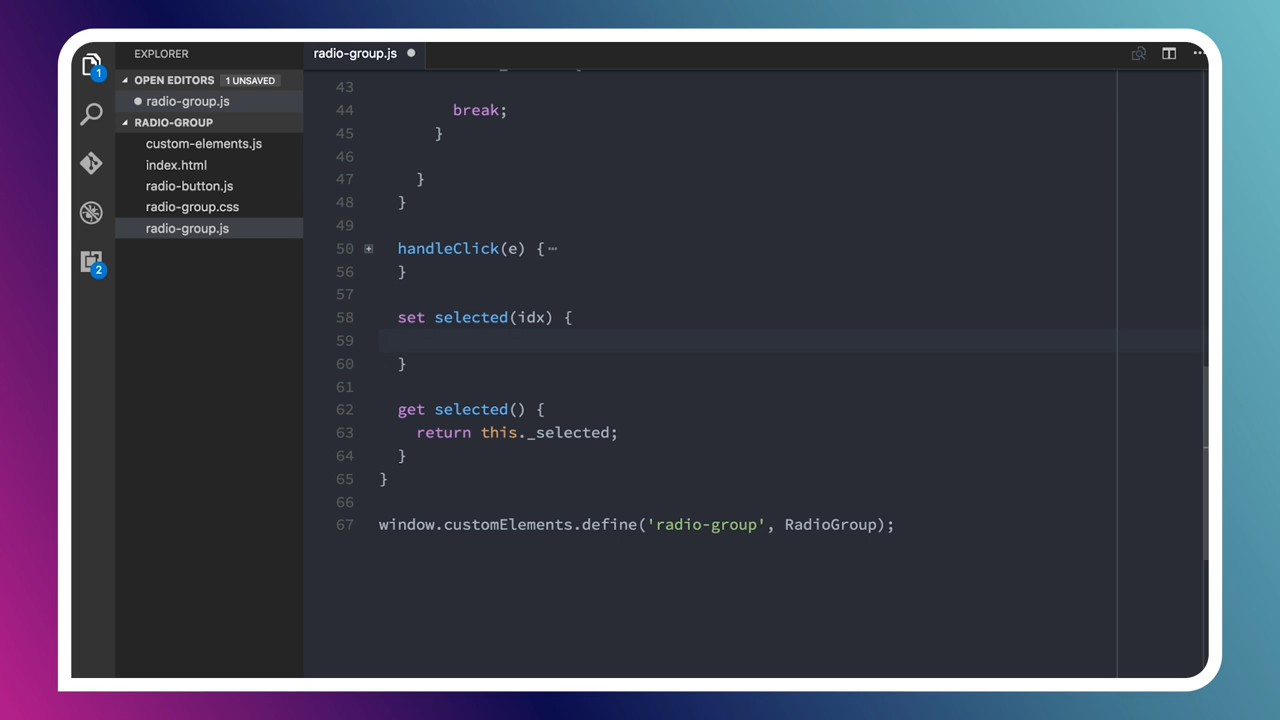 EXPLORER
OPEN EDITORS 1 UNSAVED
radio-group.js
RADIO-GROUP
custom-elements.js
index.html
radio-button.js
radio-group.css
radio-group.js
1
2
radio-group.js
43
44 break;
45 }
46
47 }
48 }
49
50 handleClick(e) {…
56 }
57
58 set selected(idx) {
59
60 }
61
62 get selected() {
63 return this._selected;
64 }
65 }
66
67 window.customElements.define('radio-group', RadioGroup);